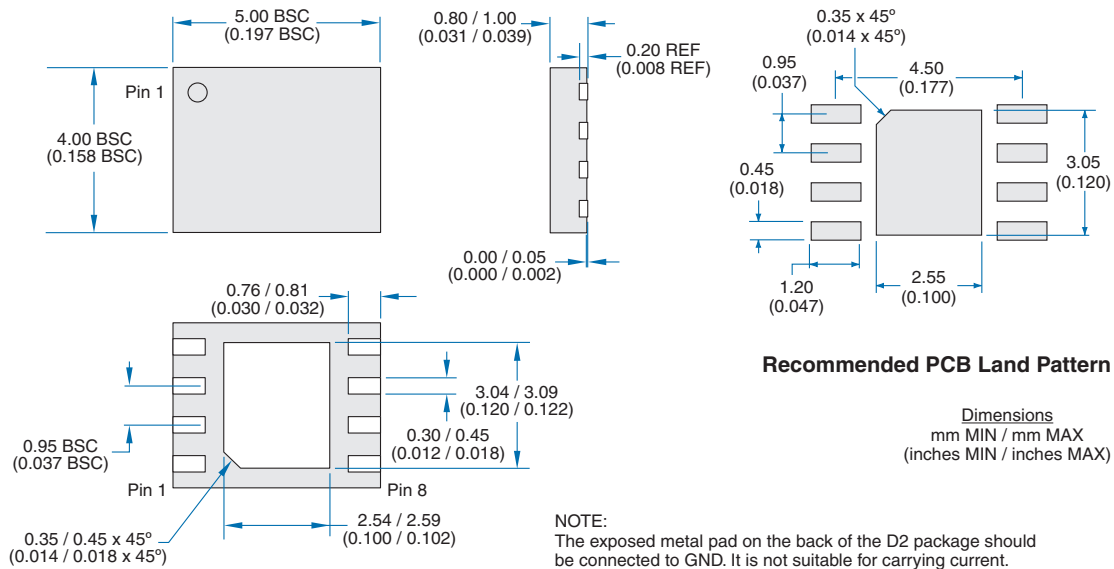 5.00 BSC
(0.197 BSC)
Pin 1
4.00 BSC
(0.158 BSC)
0.80 / 1.00
(0.031 / 0.039)
0.20 REF
(0.008 REF)
0.00 / 0.05
(0.000 / 0.002)
0.35 x 45º
(0.014 x 45º)
0.95
(0.037)
4.50
(0.177)
0.45
(0.018)
3.05
(0.120)
1.20
(0.047)
2.55
(0.100)
Recommended PCB Land Pattern
0.76 / 0.81
(0.030 / 0.032)
3.04 / 3.09
(0.120 / 0.122)
0.30 / 0.45
(0.012 / 0.018)
0.95 BSC
(0.037 BSC)
Pin 1
Pin 8
0.35 / 0.45 x 45º
(0.014 / 0.018 x 45º)
2.54 / 2.59
(0.100 / 0.102)
Dimensions
mm MIN / mm MAX
(inches MIN / inches MAX)
NOTE:
The exposed metal pad on the back of the D2 package should
be connected to GND. It is not suitable for carrying current.